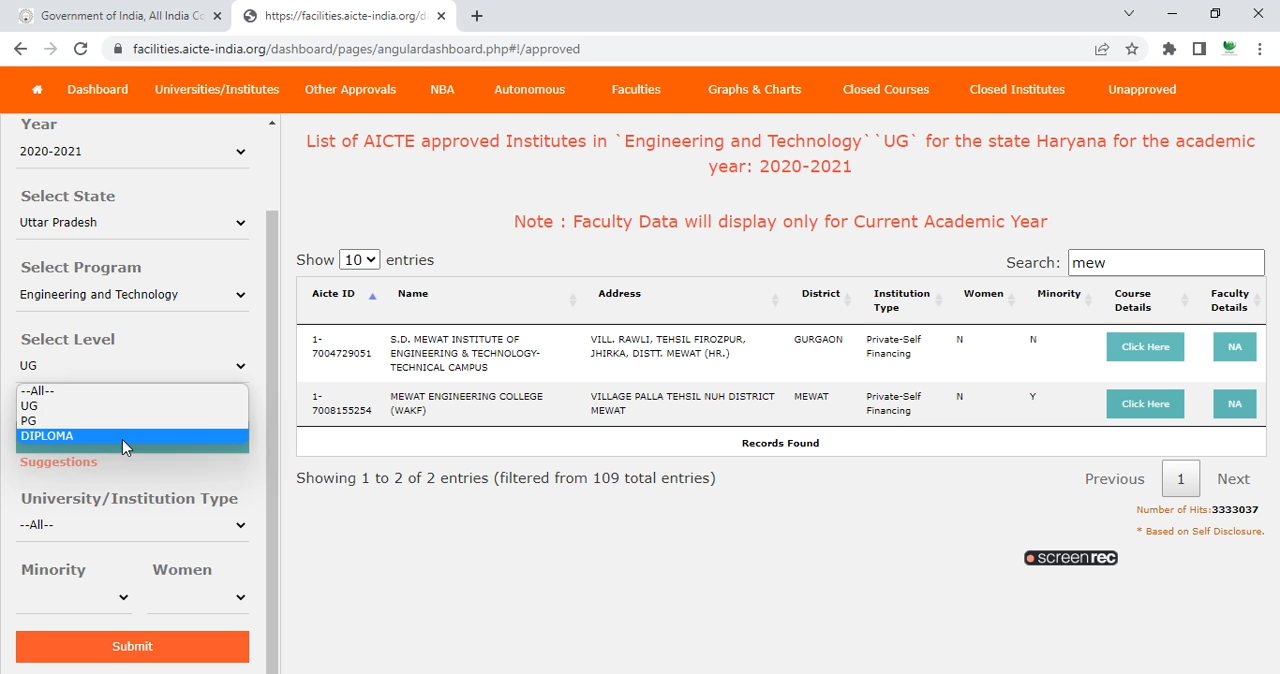 Government of India, All India Co
https://facilities.aicte-india.org/d
facilities.aicte-india.org/dashboard/pages/angulardashboard.php#!/approved
Dashboard
Universities/Institutes
Other Approvals
NBA
Autonomous
Faculties
Graphs & Charts
Closed Courses
Closed Institutes
Unapproved
Year
2020-2021
Select State
Uttar Pradesh
Select Program
Engineering and Technology
Select Level
UG
--All--
UG
PG
DIPLOMA
Suggestions
University/Institution Type
--All--
Minority Women
Submit
List of AICTE approved Institutes in `Engineering and Technology` `UG` for the state Haryana for the academic
year: 2020-2021
Note : Faculty Data will display only for Current Academic Year
Show 10 entries
Search: mew
Aicte ID Name Address District Institution Women Minority Course Faculty
Type Details Details
1- S.D. MEWAT INSTITUTE OF VILL. RAWLI, TEHSIL FIROZPUR, GURGAON Private-Self N N Click Here NA
7004729051 ENGINEERING & TECHNOLOGY- JHIRKA, DISTT. MEWAT (HR.) Financing
TECHNICAL CAMPUS
1- MEWAT ENGINEERING COLLEGE VILLAGE PALLA TEHSIL NUH DISTRICT MEWAT Private-Self N Y Click Here NA
7008155254 (WAKF) MEWAT Financing
Records Found
Showing 1 to 2 of 2 entries (filtered from 109 total entries)
Previous 1 Next
Number of Hits:3333037
* Based on Self Disclosure.
screenrec